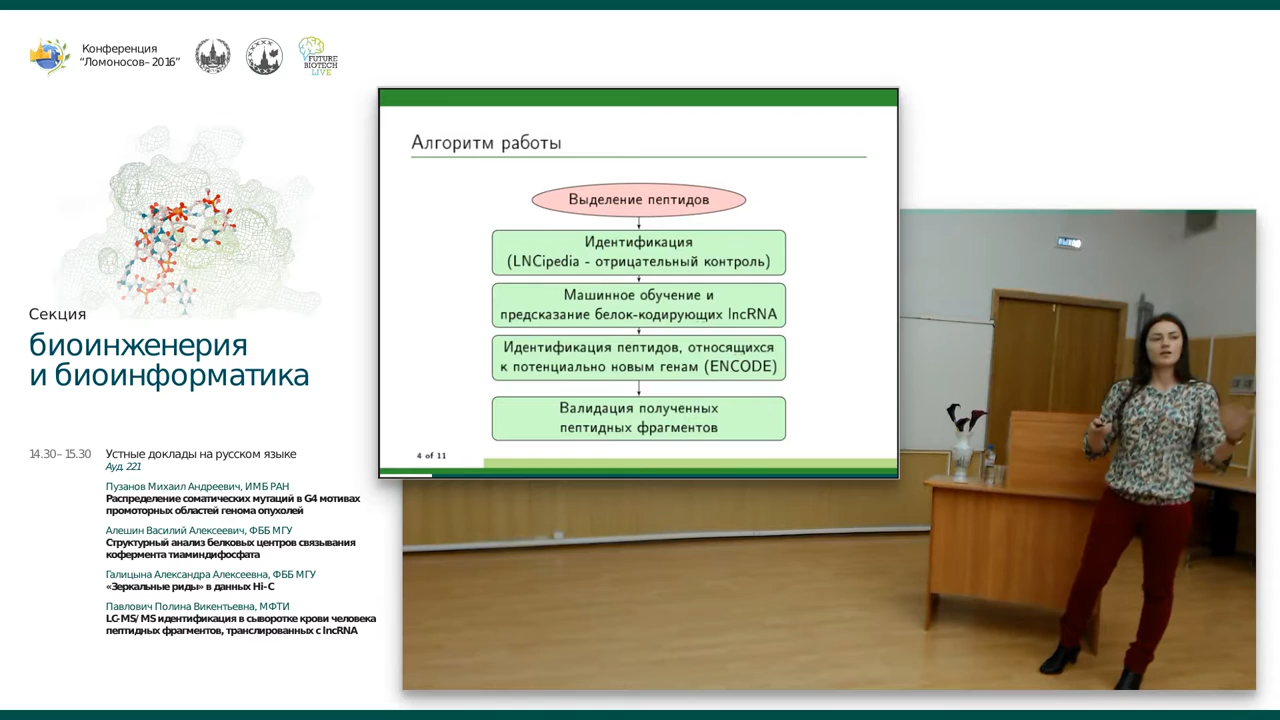 Конференция
“Ломоносов–2016”
FUTURE
BIOTECH
LIVE
Секция
биоинженерия
и биоинформатика
14.30–15.30 Устные доклады на русском языке
Ауд. 221
Пузанов Михаил Андреевич, ИМБ РАН
Распределение соматических мутаций в G4 мотивах
промоторных областей генома опухолей
Алешин Василий Алексеевич, ФББ МГУ
Структурный анализ белковых центров связывания
кофермента тиаминдифосфата
Галицына Александра Алексеевна, ФББ МГУ
«Зеркальные риды» в данных Hi-C
Павлович Полина Викентьевна, МФТИ
LC-MS/MS идентификация в сыворотке крови человека
пептидных фрагментов, транслированных с lncRNA
Алгоритм работы
Выделение пептидов
Идентификация
(LNCipedia - отрицательный контроль)
Машинное обучение и
предсказание белок-кодирующих lncRNA
Идентификация пептидов, относящихся
к потенциально новым генам (ENCODE)
Валидация полученных
пептидных фрагментов
4 of 11